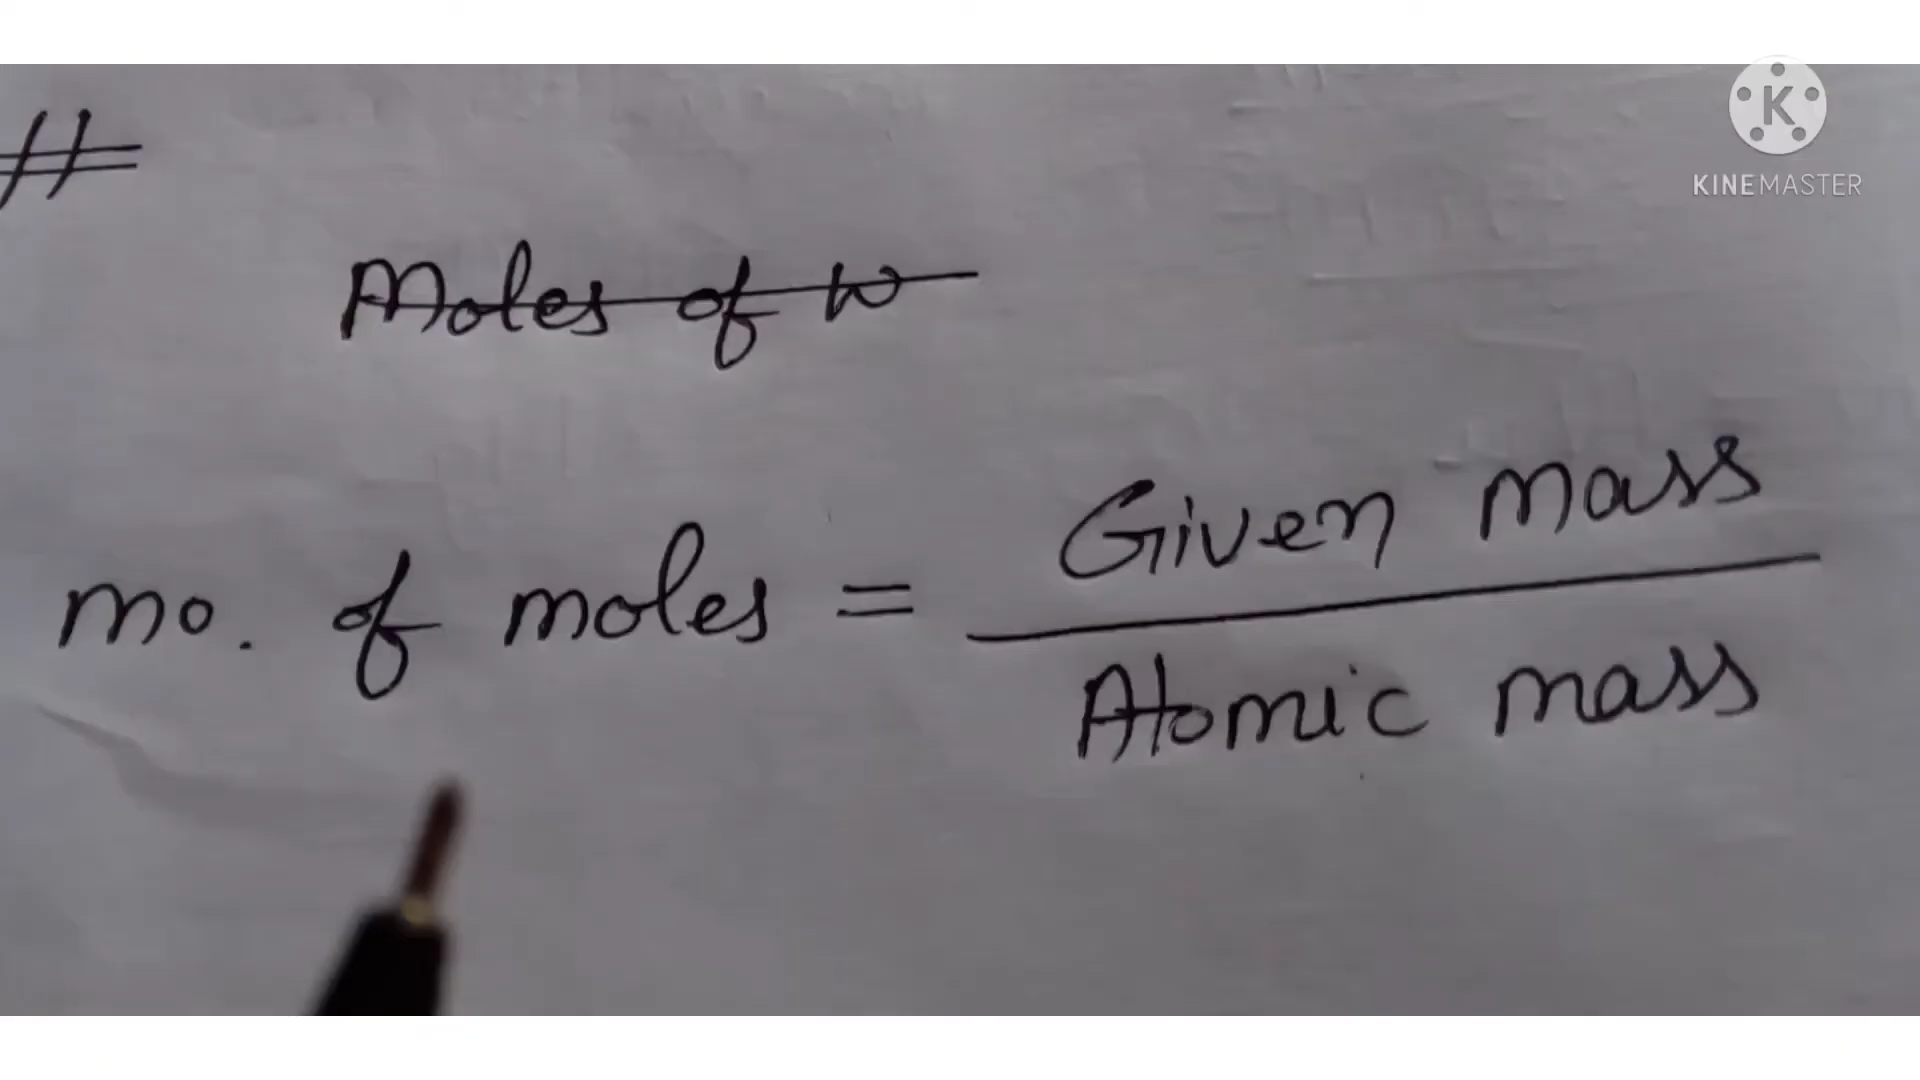 #
K
KINEMASTER
Moles of w
no. of moles = Given mass
Atomic mass